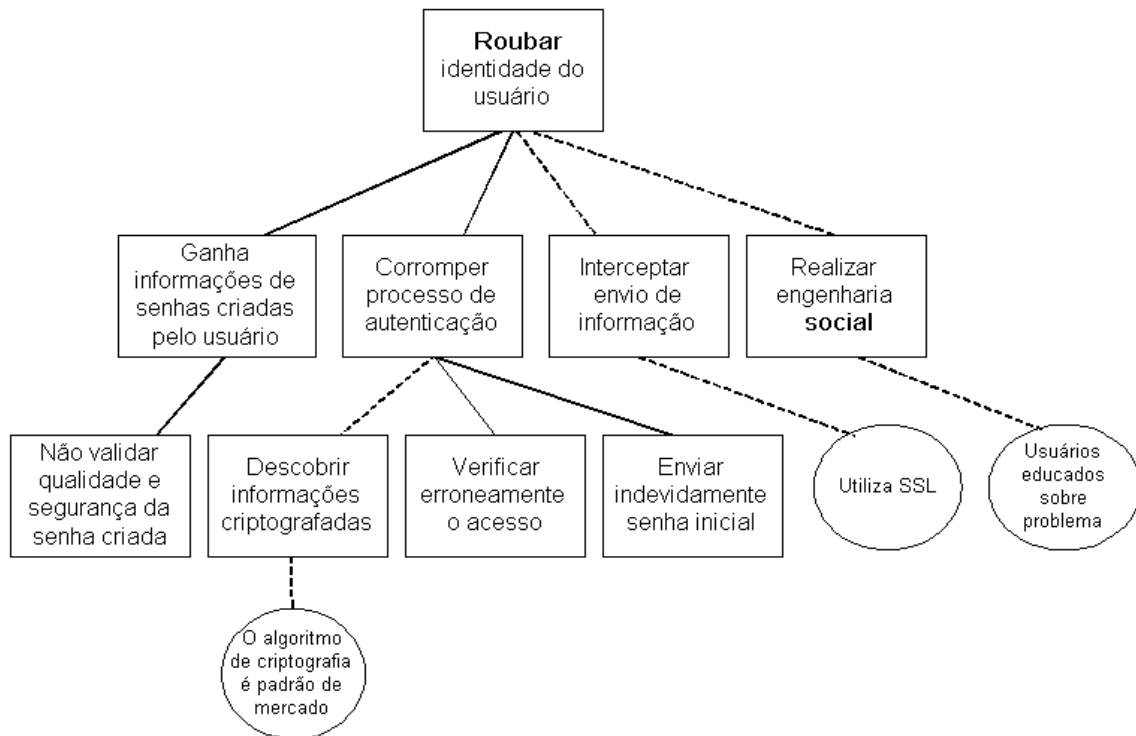 Roubar
identidade do
usuário
Ganha
informações de
senhas criadas
pelo usuário
Corromper
processo de
autenticação
Interceptar
envio de
informação
Realizar
engenharia
social
Não validar
qualidade e
segurança da
senha criada
Descobrir
informações
criptografadas
Verificar
erroneamente
o acesso
Enviar
indevidamente
senha inicial
Utiliza SSL
Usuários
educados
sobre
problema
O algoritmo
de criptografia
é padrão de
mercado